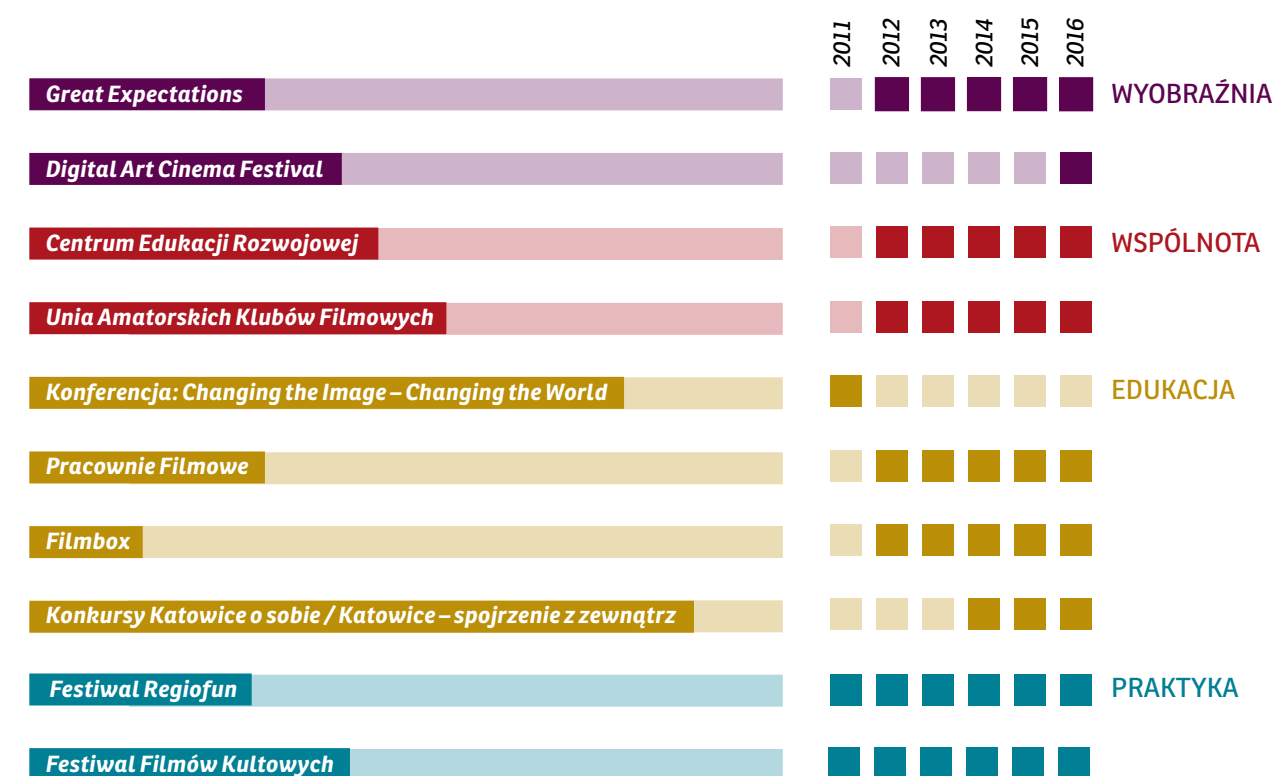 2011 2012 2013 2014 2015 2016
Great Expectations WYOBRAŹNIA
Digital Art Cinema Festival
Centrum Edukacji Rozwojowej WSPÓLNOTA
Unia Amatorskich Klubów Filmowych
Konferencja: Changing the Image – Changing the World EDUKACJA
Pracownie Filmowe
Filmbox
Konkursy Katowice o sobie / Katowice – spojrzenie z zewnątrz
Festiwal Regiofun PRAKTYKA
Festiwal Filmów Kultowych